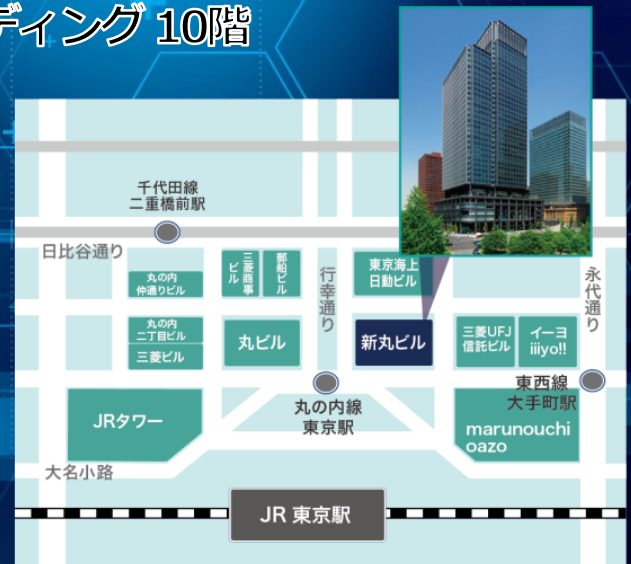 ディング 10階
千代田線
二重橋前駅
日比谷通り
丸の内
仲通りビル
三菱商事
ビル
郵船ビル
行幸通り
東京海上
日動ビル
永代通り
丸の内
二丁目ビル
三菱ビル
丸ビル
新丸ビル
三菱UFJ
信託ビル
イーヨ
iiiyo!!
丸の内線
東京駅
東西線
大手町駅
JRタワー
marunouchi
oazo
大名小路
JR 東京駅